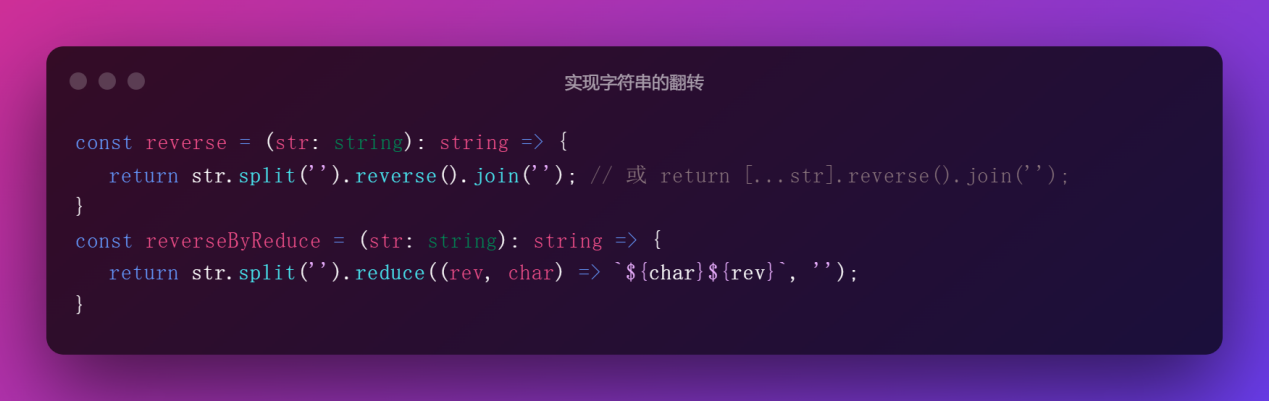 实现字符串的翻转
const reverse = (str: string): string => {
return str.split('').reverse().join(''); // 或 return [...str].reverse().join('');
}
const reverseByReduce = (str: string): string => {
return str.split('').reduce((rev, char) => `${char}${rev}`, '');
}